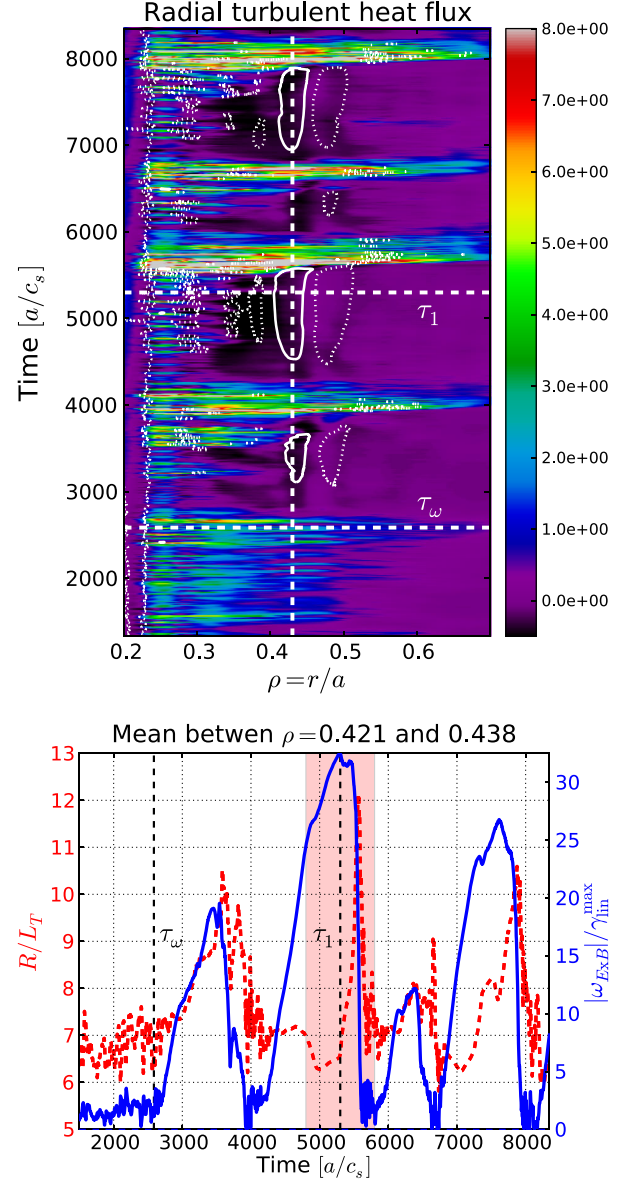 Radial turbulent heat flux
Time [a/c_s]
8000
7000
6000
5000
4000
3000
2000
0.2 0.3 0.4 0.5 0.6
ρ=r/a
τ_1
τ_ω
8.0e+00
7.0e+00
6.0e+00
5.0e+00
4.0e+00
3.0e+00
2.0e+00
1.0e+00
0.0e+00
Mean betwen ρ=0.421 and 0.438
R/L_T
13
12
11
10
9
8
7
6
5
τ_ω
τ_1
30
25
20
15
10
5
0
|ω_{ExB}|/γ_{lin}^{max}
2000 3000 4000 5000 6000 7000 8000
Time [a/c_s]